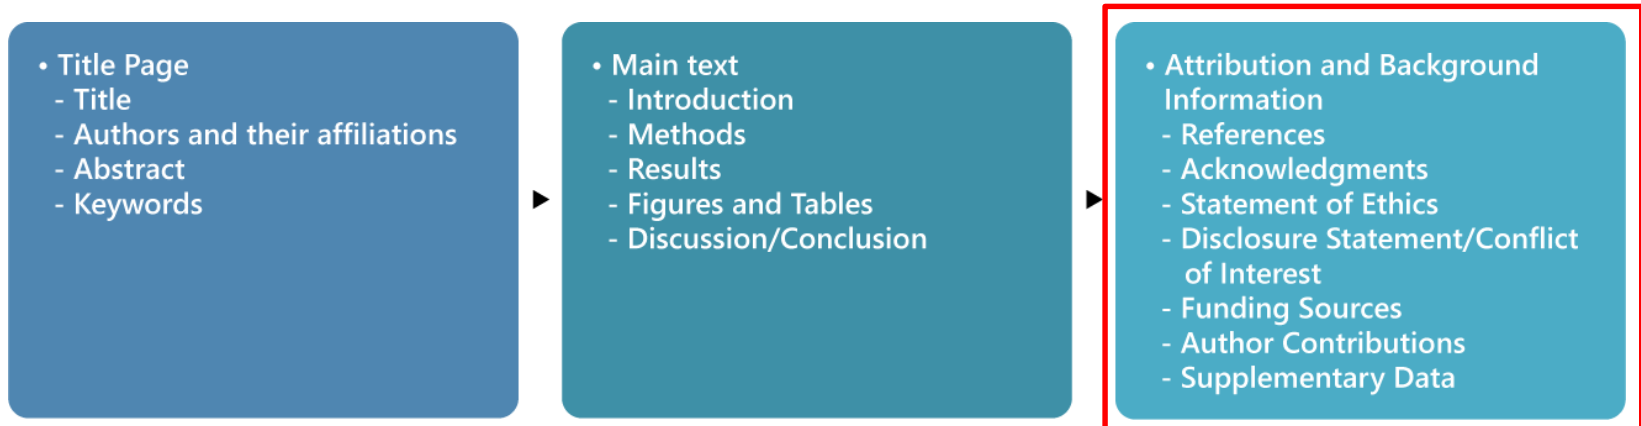 • Title Page
- Title
- Authors and their affiliations
- Abstract
- Keywords
• Main text
- Introduction
- Methods
- Results
- Figures and Tables
- Discussion/Conclusion
• Attribution and Background
Information
- References
- Acknowledgments
- Statement of Ethics
- Disclosure Statement/Conflict
of Interest
- Funding Sources
- Author Contributions
- Supplementary Data